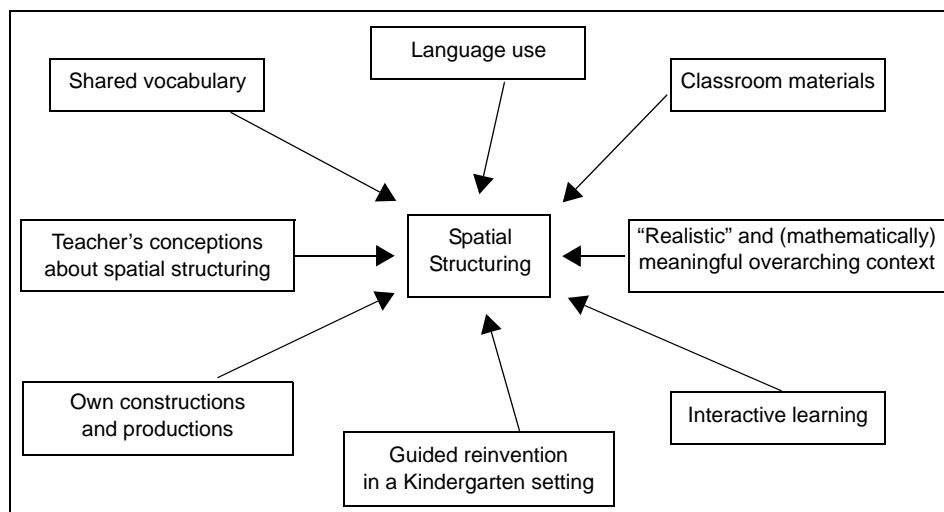 Language use
Shared vocabulary
Classroom materials
Teacher’s conceptions
about spatial structuring
Spatial
Structuring
“Realistic” and (mathematically)
meaningful overarching context
Own constructions
and productions
Guided reinvention
in a Kindergarten setting
Interactive learning